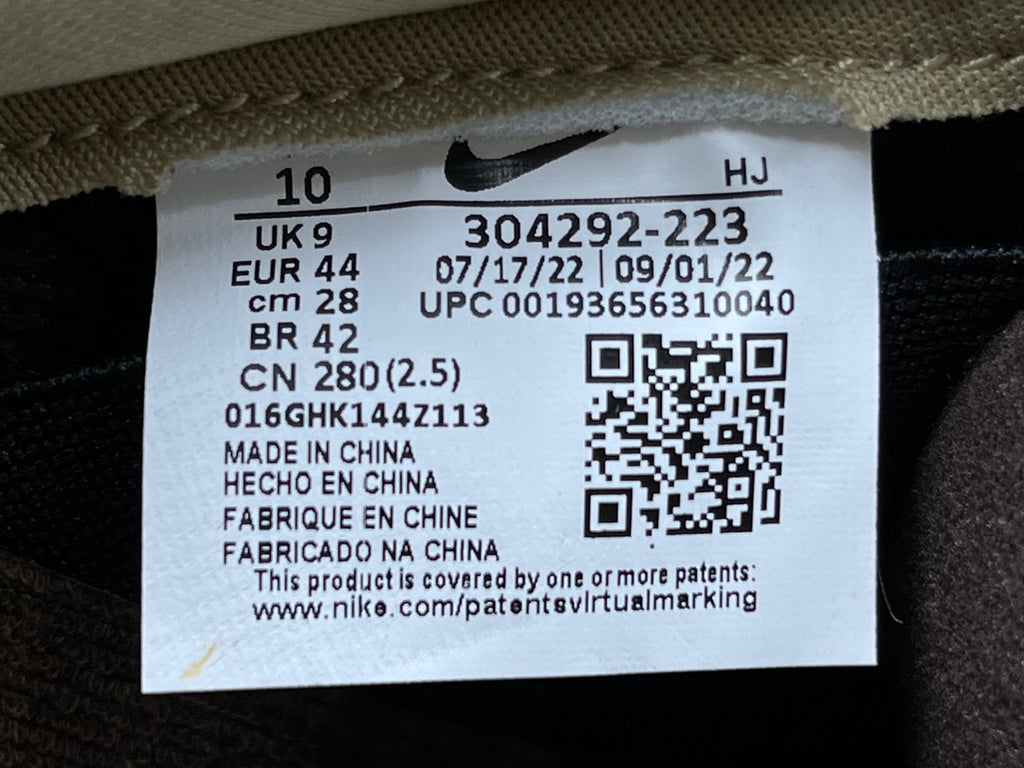 10
HJ
UK 9
304292-223
EUR 44
07/17/22 | 09/01/22
cm 28
UPC 00193656310040
BR 42
CN 280(2.5)
016GHK144Z113
MADE IN CHINA
HECHO EN CHINA
FABRIQUE EN CHINE
FABRICADO NA CHINA
This product is covered by one or more patents:
www.nike.com/patentsvirtualmarking